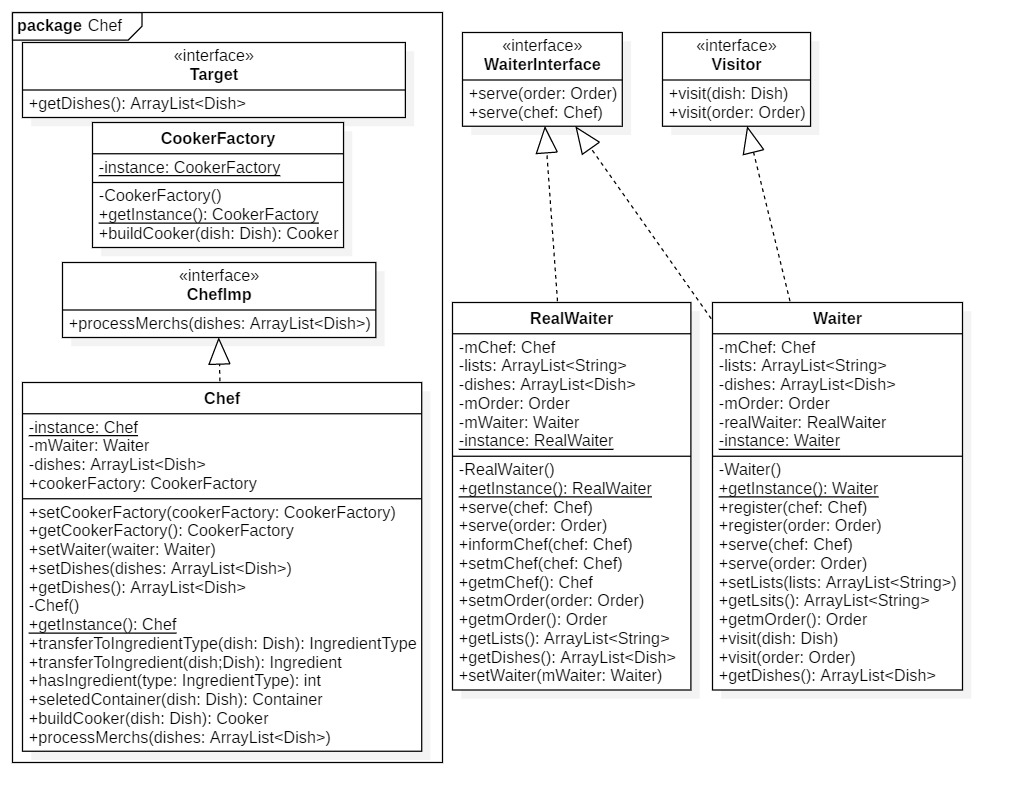 package Chef
«interface»
Target
+getDishes(): ArrayList<Dish>
CookerFactory
-instance: CookerFactory
-CookerFactory()
+getInstance(): CookerFactory
+buildCooker(dish: Dish): Cooker
«interface»
ChefImp
+processMerchs(dishes: ArrayList<Dish>)
Chef
-instance: Chef
-mWaiter: Waiter
-dishes: ArrayList<Dish>
+cookerFactory: CookerFactory
+setCookerFactory(cookerFactory: CookerFactory)
+getCookerFactory(): CookerFactory
+setWaiter(waiter: Waiter)
+setDishes(dishes: ArrayList<Dish>)
+getDishes(): ArrayList<Dish>
-Chef()
+getInstance(): Chef
+transferToIngredientType(dish: Dish): IngredientType
+transferToIngredient(dish;Dish): Ingredient
+hasIngredient(type: IngredientType): int
+seletedContainer(dish: Dish): Container
+buildCooker(dish: Dish): Cooker
+processMerchs(dishes: ArrayList<Dish>)
«interface»
WaiterInterface
+serve(order: Order)
+serve(chef: Chef)
«interface»
Visitor
+visit(dish: Dish)
+visit(order: Order)
RealWaiter
-mChef: Chef
-lists: ArrayList<String>
-dishes: ArrayList<Dish>
-mOrder: Order
-mWaiter: Waiter
-instance: RealWaiter
-RealWaiter()
+getInstance(): RealWaiter
+serve(chef: Chef)
+serve(order: Order)
+informChef(chef: Chef)
+setmChef(chef: Chef)
+getmChef(): Chef
+setmOrder(order: Order)
+getmOrder(): Order
+getLists(): ArrayList<String>
+getDishes(): ArrayList<Dish>
+setWaiter(mWaiter: Waiter)
Waiter
-mChef: Chef
-lists: ArrayList<String>
-dishes: ArrayList<Dish>
-mOrder: Order
-realWaiter: RealWaiter
-instance: Waiter
-Waiter()
+getInstance(): Waiter
+register(chef: Chef)
+register(order: Order)
+serve(chef: Chef)
+serve(order: Order)
+setLists(lists: ArrayList<String>)
+getLsits(): ArrayList<String>
+getmOrder(): Order
+visit(dish: Dish)
+visit(order: Order)
+getDishes(): ArrayList<Dish>